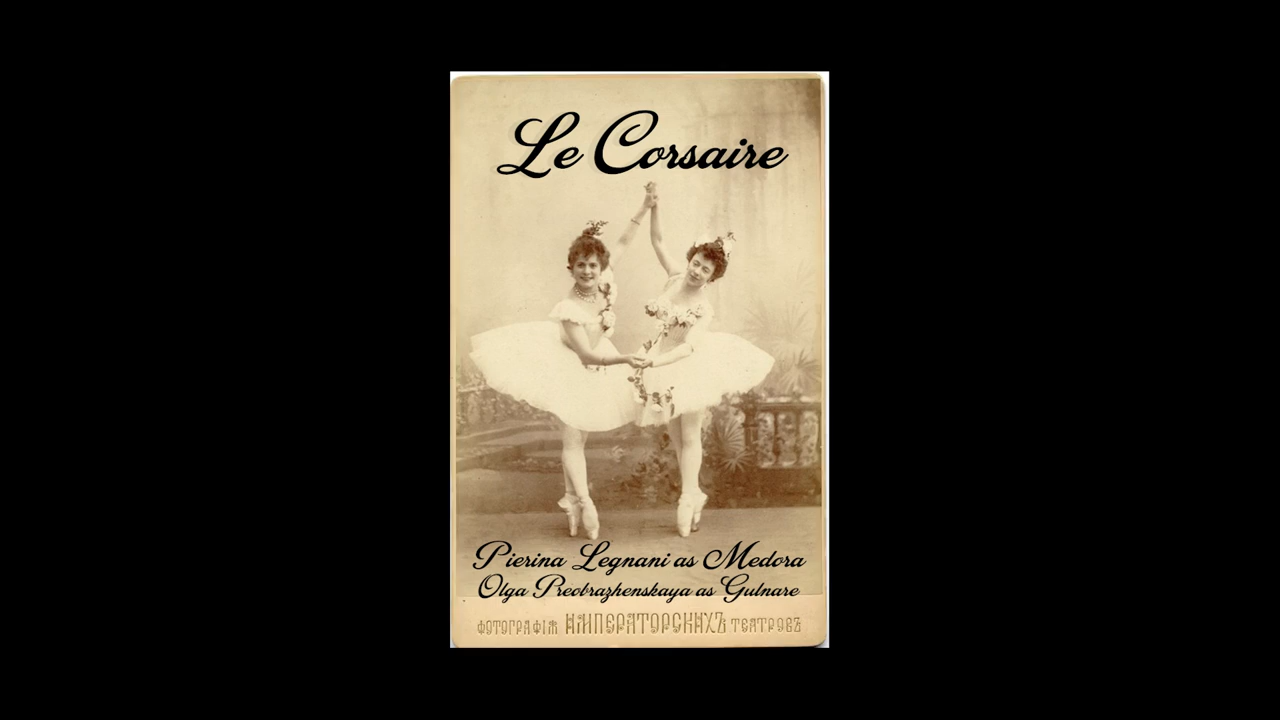 Le Corsaire
Pierina Legnani as Medora
Olga Preobrazhenskaya as Gulnare
ФОТОГРАФІЯ ИМПЕРАТОРСКИХЪ ТЕАТРОВЪ